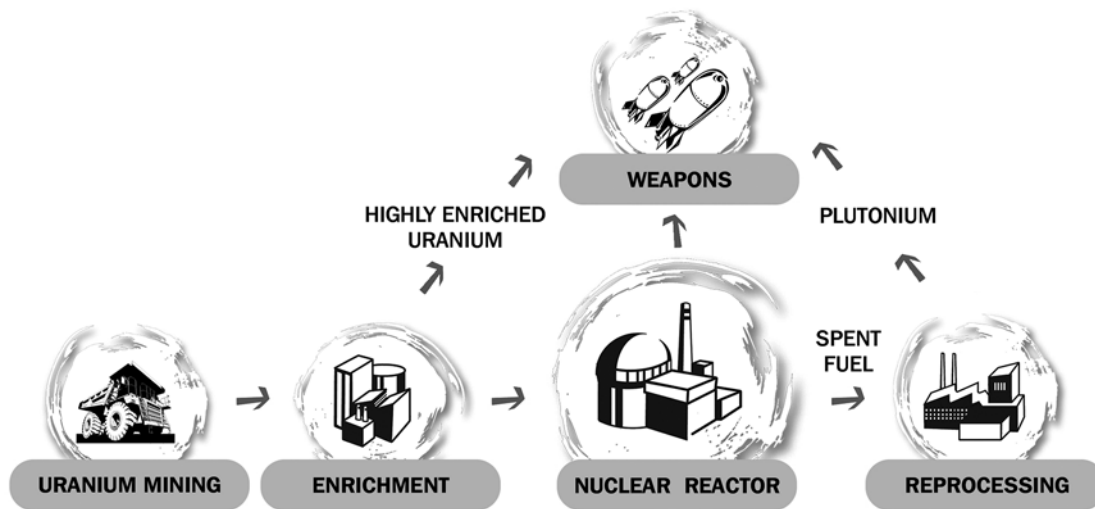 WEAPONS
HIGHLY ENRICHED
URANIUM
PLUTONIUM
SPENT
FUEL
URANIUM MINING
ENRICHMENT
NUCLEAR REACTOR
REPROCESSING